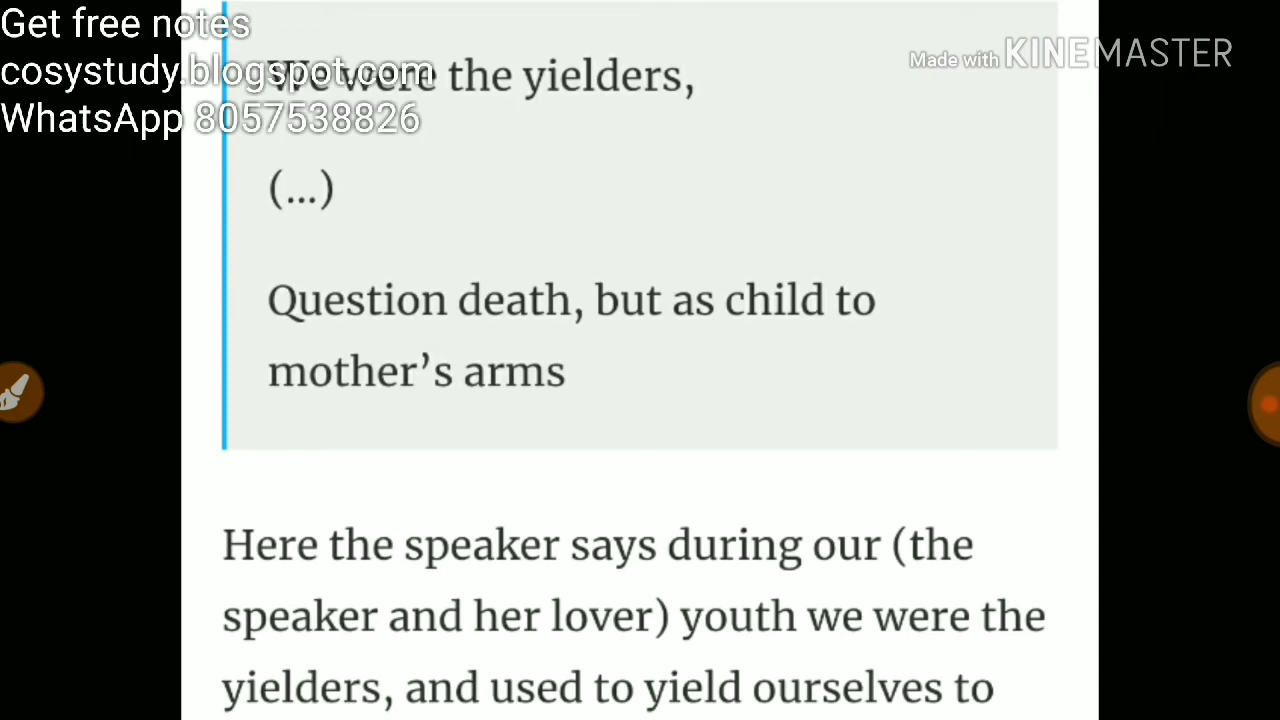 Get free notes
cosystudy.blogspot.com
WhatsApp 8057538826
Made with KINEMASTER
We were the yielders,
(...)
Question death, but as child to
mother’s arms
Here the speaker says during our (the
speaker and her lover) youth we were the
yielders, and used to yield ourselves to